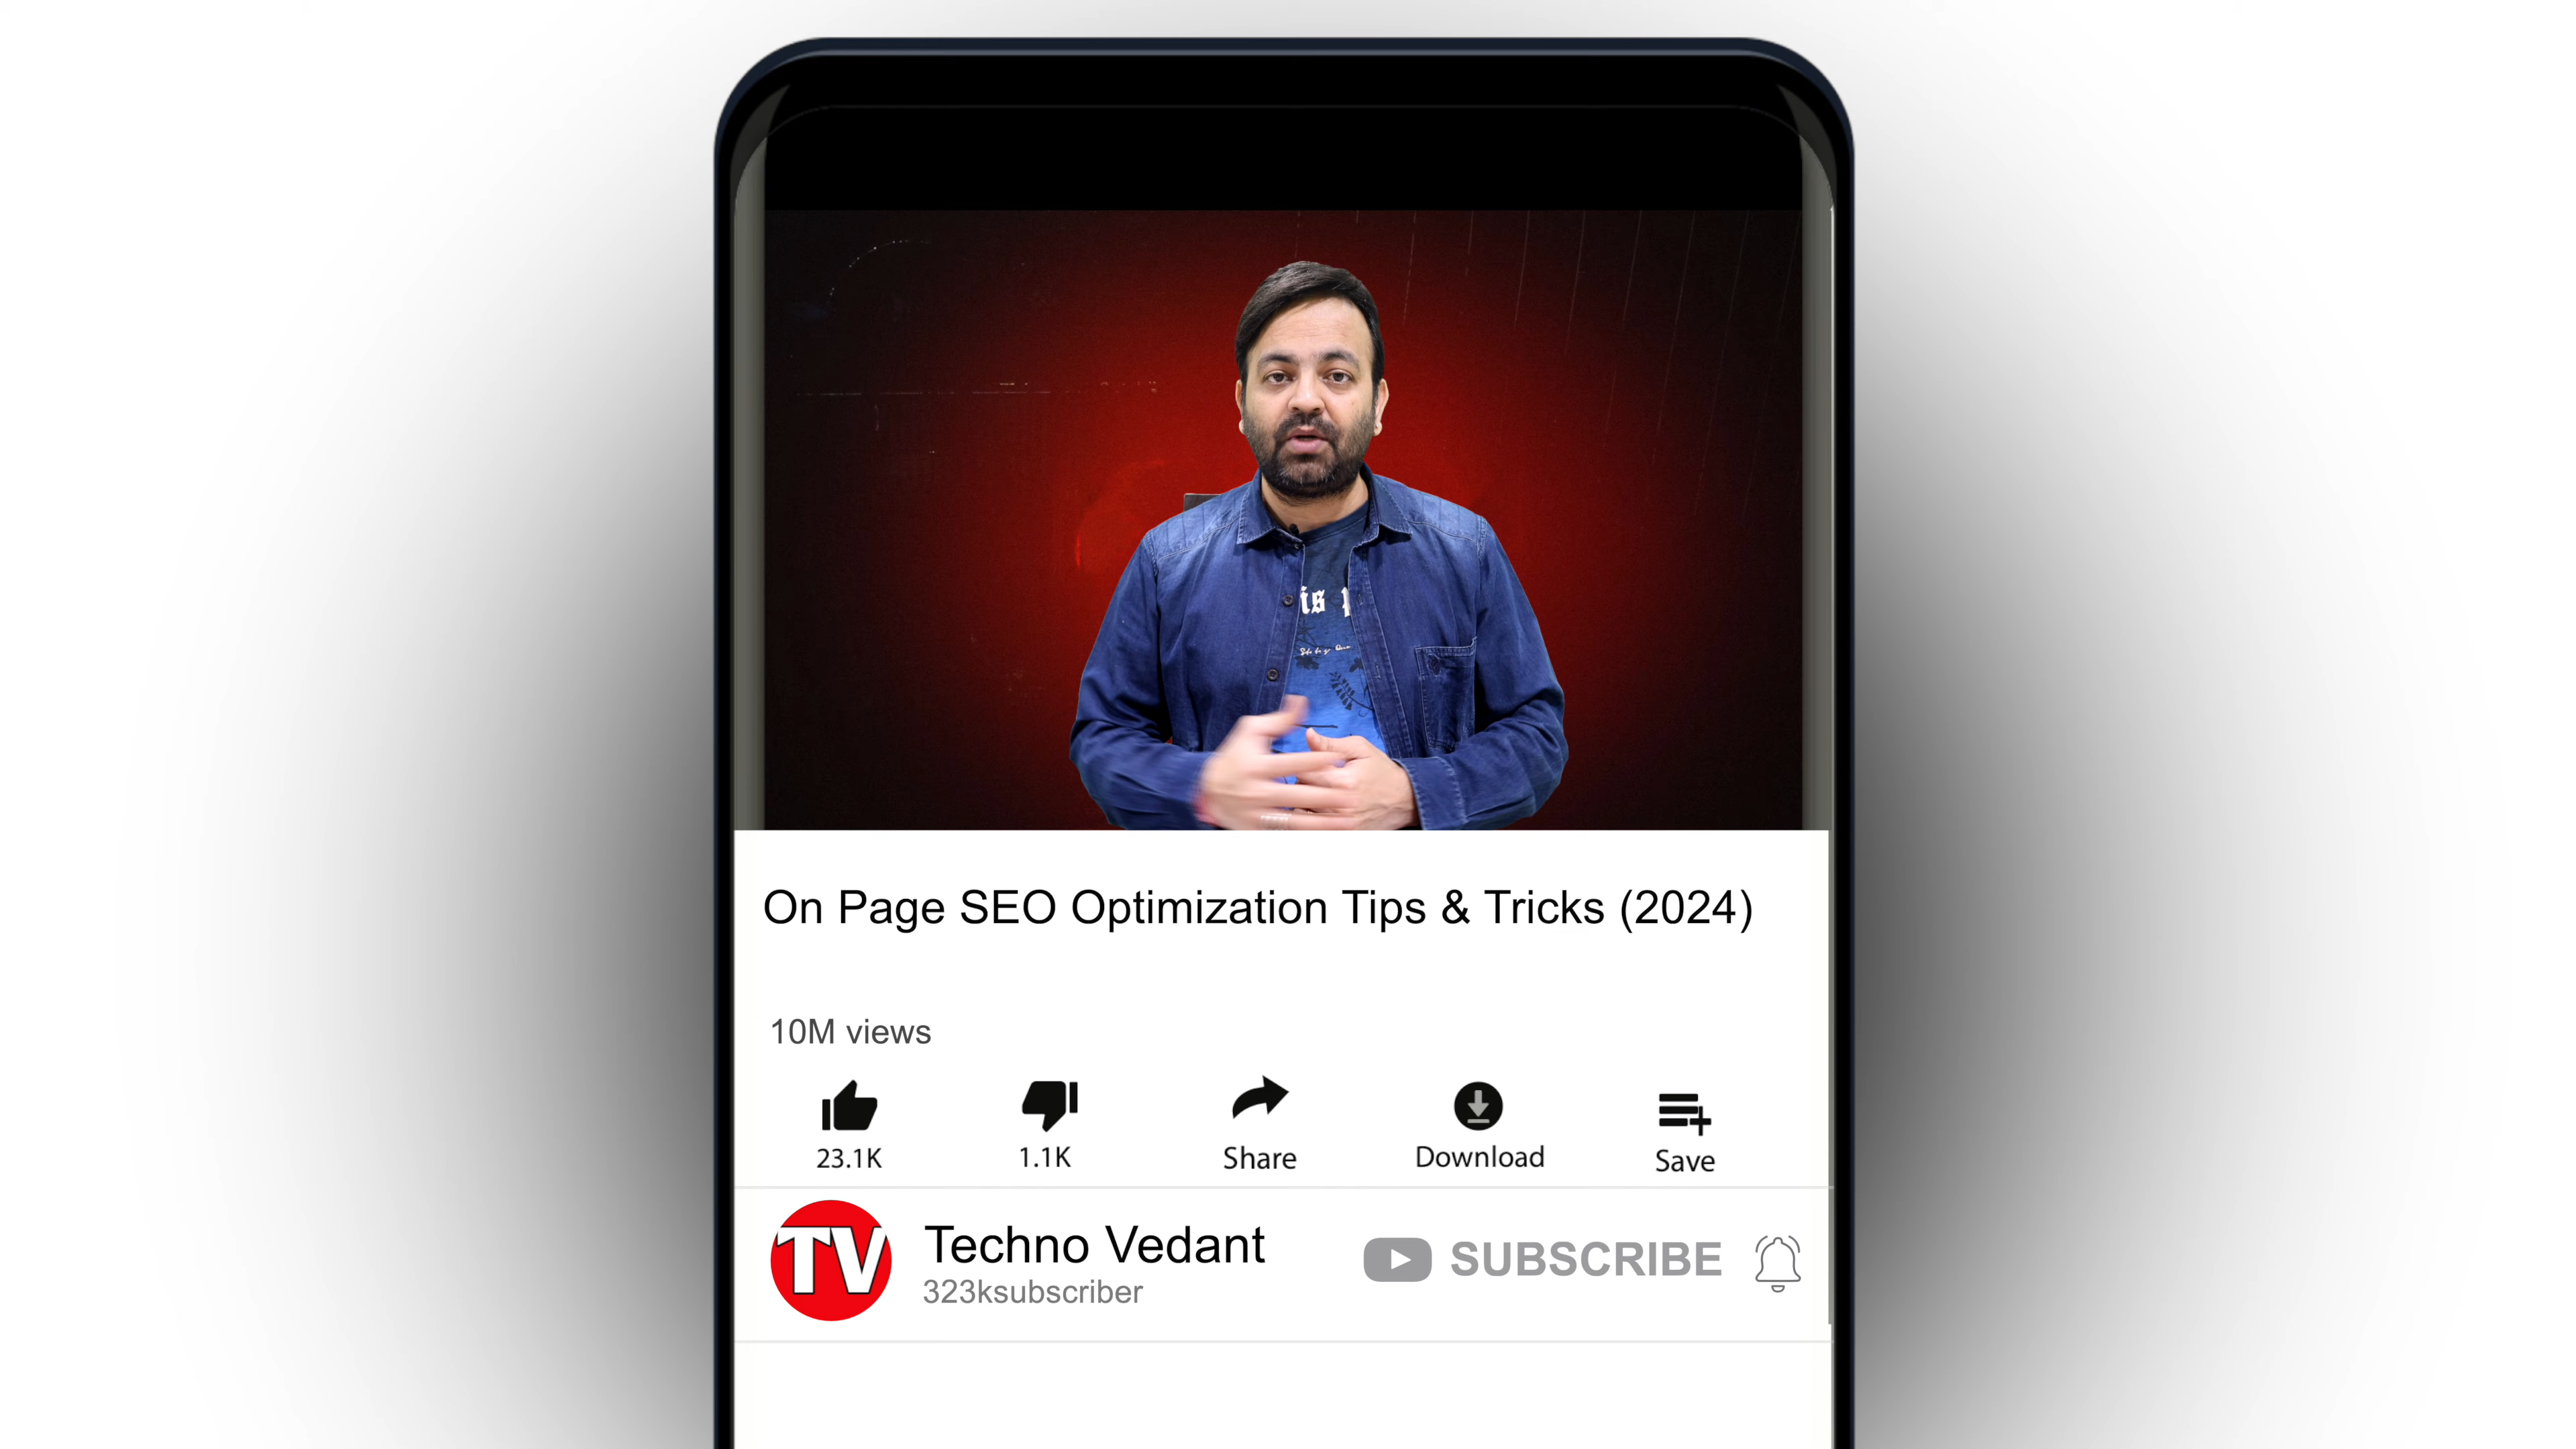 is
On Page SEO Optimization Tips & Tricks (2024)
10M views
23.1K
1.1K
Share
Download
Save
TV
Techno Vedant
323ksubscriber
SUBSCRIBE